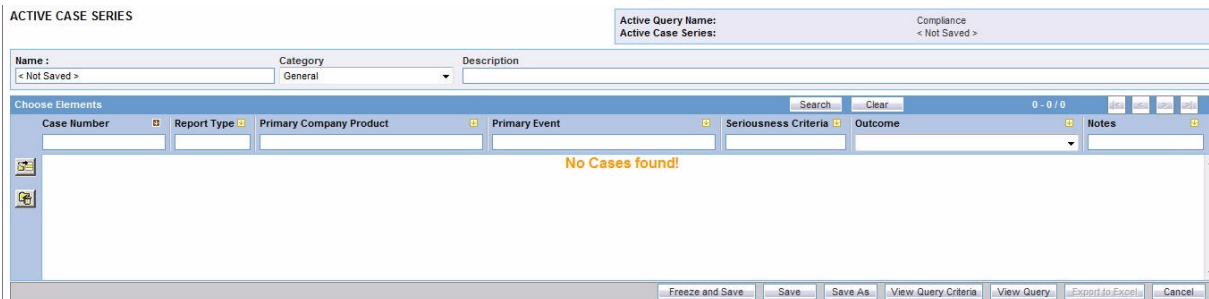 ACTIVE CASE SERIES
Active Query Name: Compliance
Active Case Series: < Not Saved >
Name : Category Description
< Not Saved > General
Choose Elements Search Clear 0 - 0 / 0
Case Number Report Type Primary Company Product Primary Event Seriousness Criteria Outcome Notes
No Cases found!
Freeze and Save Save Save As View Query Criteria View Query Export to Excel Cancel